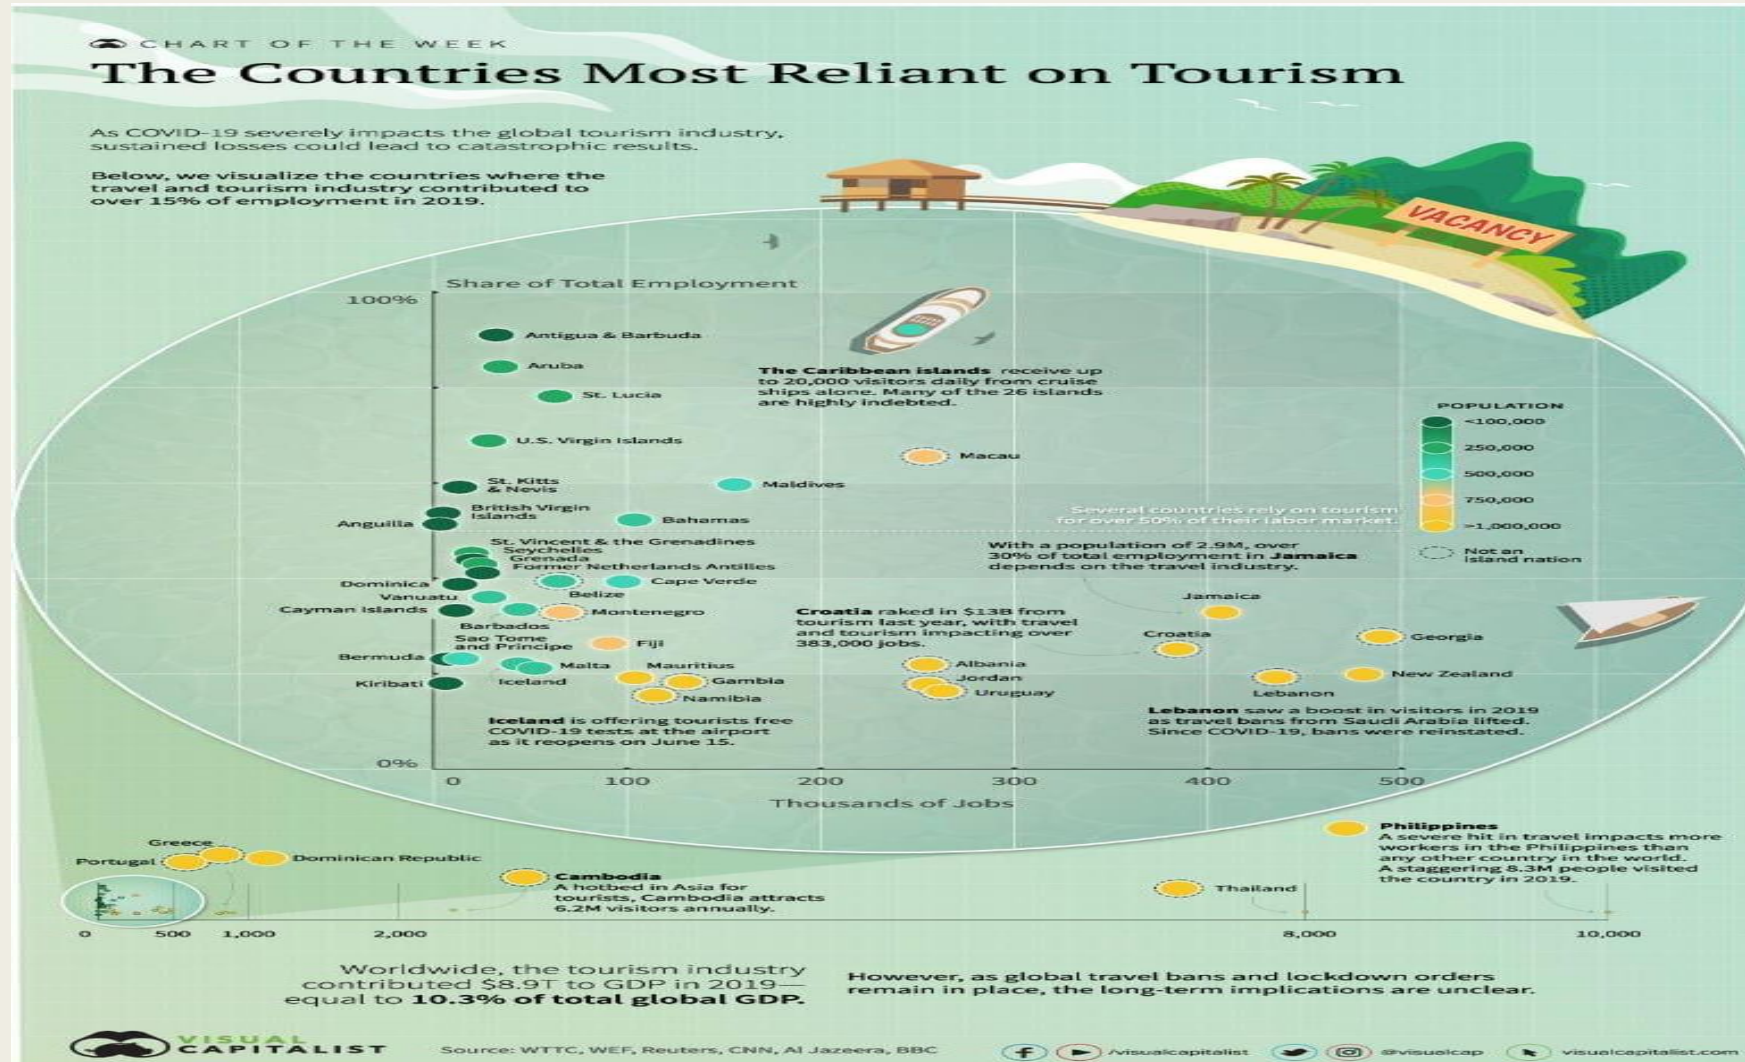 CHART OF THE WEEK
The Countries Most Reliant on Tourism
As COVID-19 severely impacts the global tourism industry,
sustained losses could lead to catastrophic results.
Below, we visualize the countries where the
travel and tourism industry contributed to
over 15% of employment in 2019.
VACANCY
Share of Total Employment
100%
Antigua & Barbuda
Aruba
The Caribbean islands receive up
to 20,000 visitors daily from cruise
ships alone. Many of the 26 islands
are highly indebted.
St. Lucia
U.S. Virgin Islands
Macau
POPULATION
<100,000
250,000
500,000
750,000
>1,000,000
Not an
island nation
St. Kitts
& Nevis
Maldives
British Virgin
Islands
Anguilla
Bahamas
Several countries rely on tourism
for over 50% of their labor market.
St. Vincent & the Grenadines
Seychelles
Grenada
Former Netherlands Antilles
With a population of 2.9M, over
30% of total employment in Jamaica
depends on the travel industry.
Dominica
Cape Verde
Vanuatu
Belize
Cayman Islands
Montenegro
Barbados
Croatia raked in $13B from
tourism last year, with travel
and tourism impacting over
383,000 jobs.
Jamaica
Croatia
Georgia
Sao Tome
and Principe
Fiji
Bermuda
Malta
Mauritius
Albania
Kiribati
Iceland
Gambia
Jordan
New Zealand
Namibia
Uruguay
Lebanon
Iceland is offering tourists free
COVID-19 tests at the airport
as it reopens on June 15.
Lebanon saw a boost in visitors in 2019
as travel bans from Saudi Arabia lifted.
Since COVID-19, bans were reinstated.
0%
0 100 200 300 400 500
Thousands of Jobs
Greece
Portugal
Dominican Republic
Cambodia
A hotbed in Asia for
tourists, Cambodia attracts
6.2M visitors annually.
Thailand
Philippines
A severe hit in travel impacts more
workers in the Philippines than
any other country in the world.
A staggering 8.3M people visited
the country in 2019.
0 500 1,000 2,000 8,000 10,000
Worldwide, the tourism industry
contributed $8.9T to GDP in 2019—
equal to 10.3% of total global GDP.
However, as global travel bans and lockdown orders
remain in place, the long-term implications are unclear.
VISUAL
CAPITALIST
Source: WTTC, WEF, Reuters, CNN, Al Jazeera, BBC
/visualcapitalist
@visualcap
visualcapitalist.com